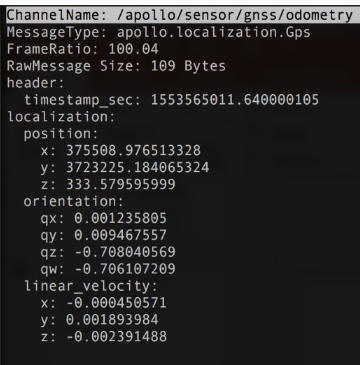 ChannelName: /apollo/sensor/gnss/odometry
MessageType: apollo.localization.Gps
FrameRatio: 100.04
RawMessage Size: 109 Bytes
header:
  timestamp_sec: 1553565011.640000105
localization:
  position:
    x: 375508.976513328
    y: 3723225.184065324
    z: 333.579595999
  orientation:
    qx: 0.001235805
    qy: 0.009467557
    qz: -0.708040569
    qw: -0.706107209
  linear_velocity:
    x: -0.000450571
    y: 0.001893984
    z: -0.002391488